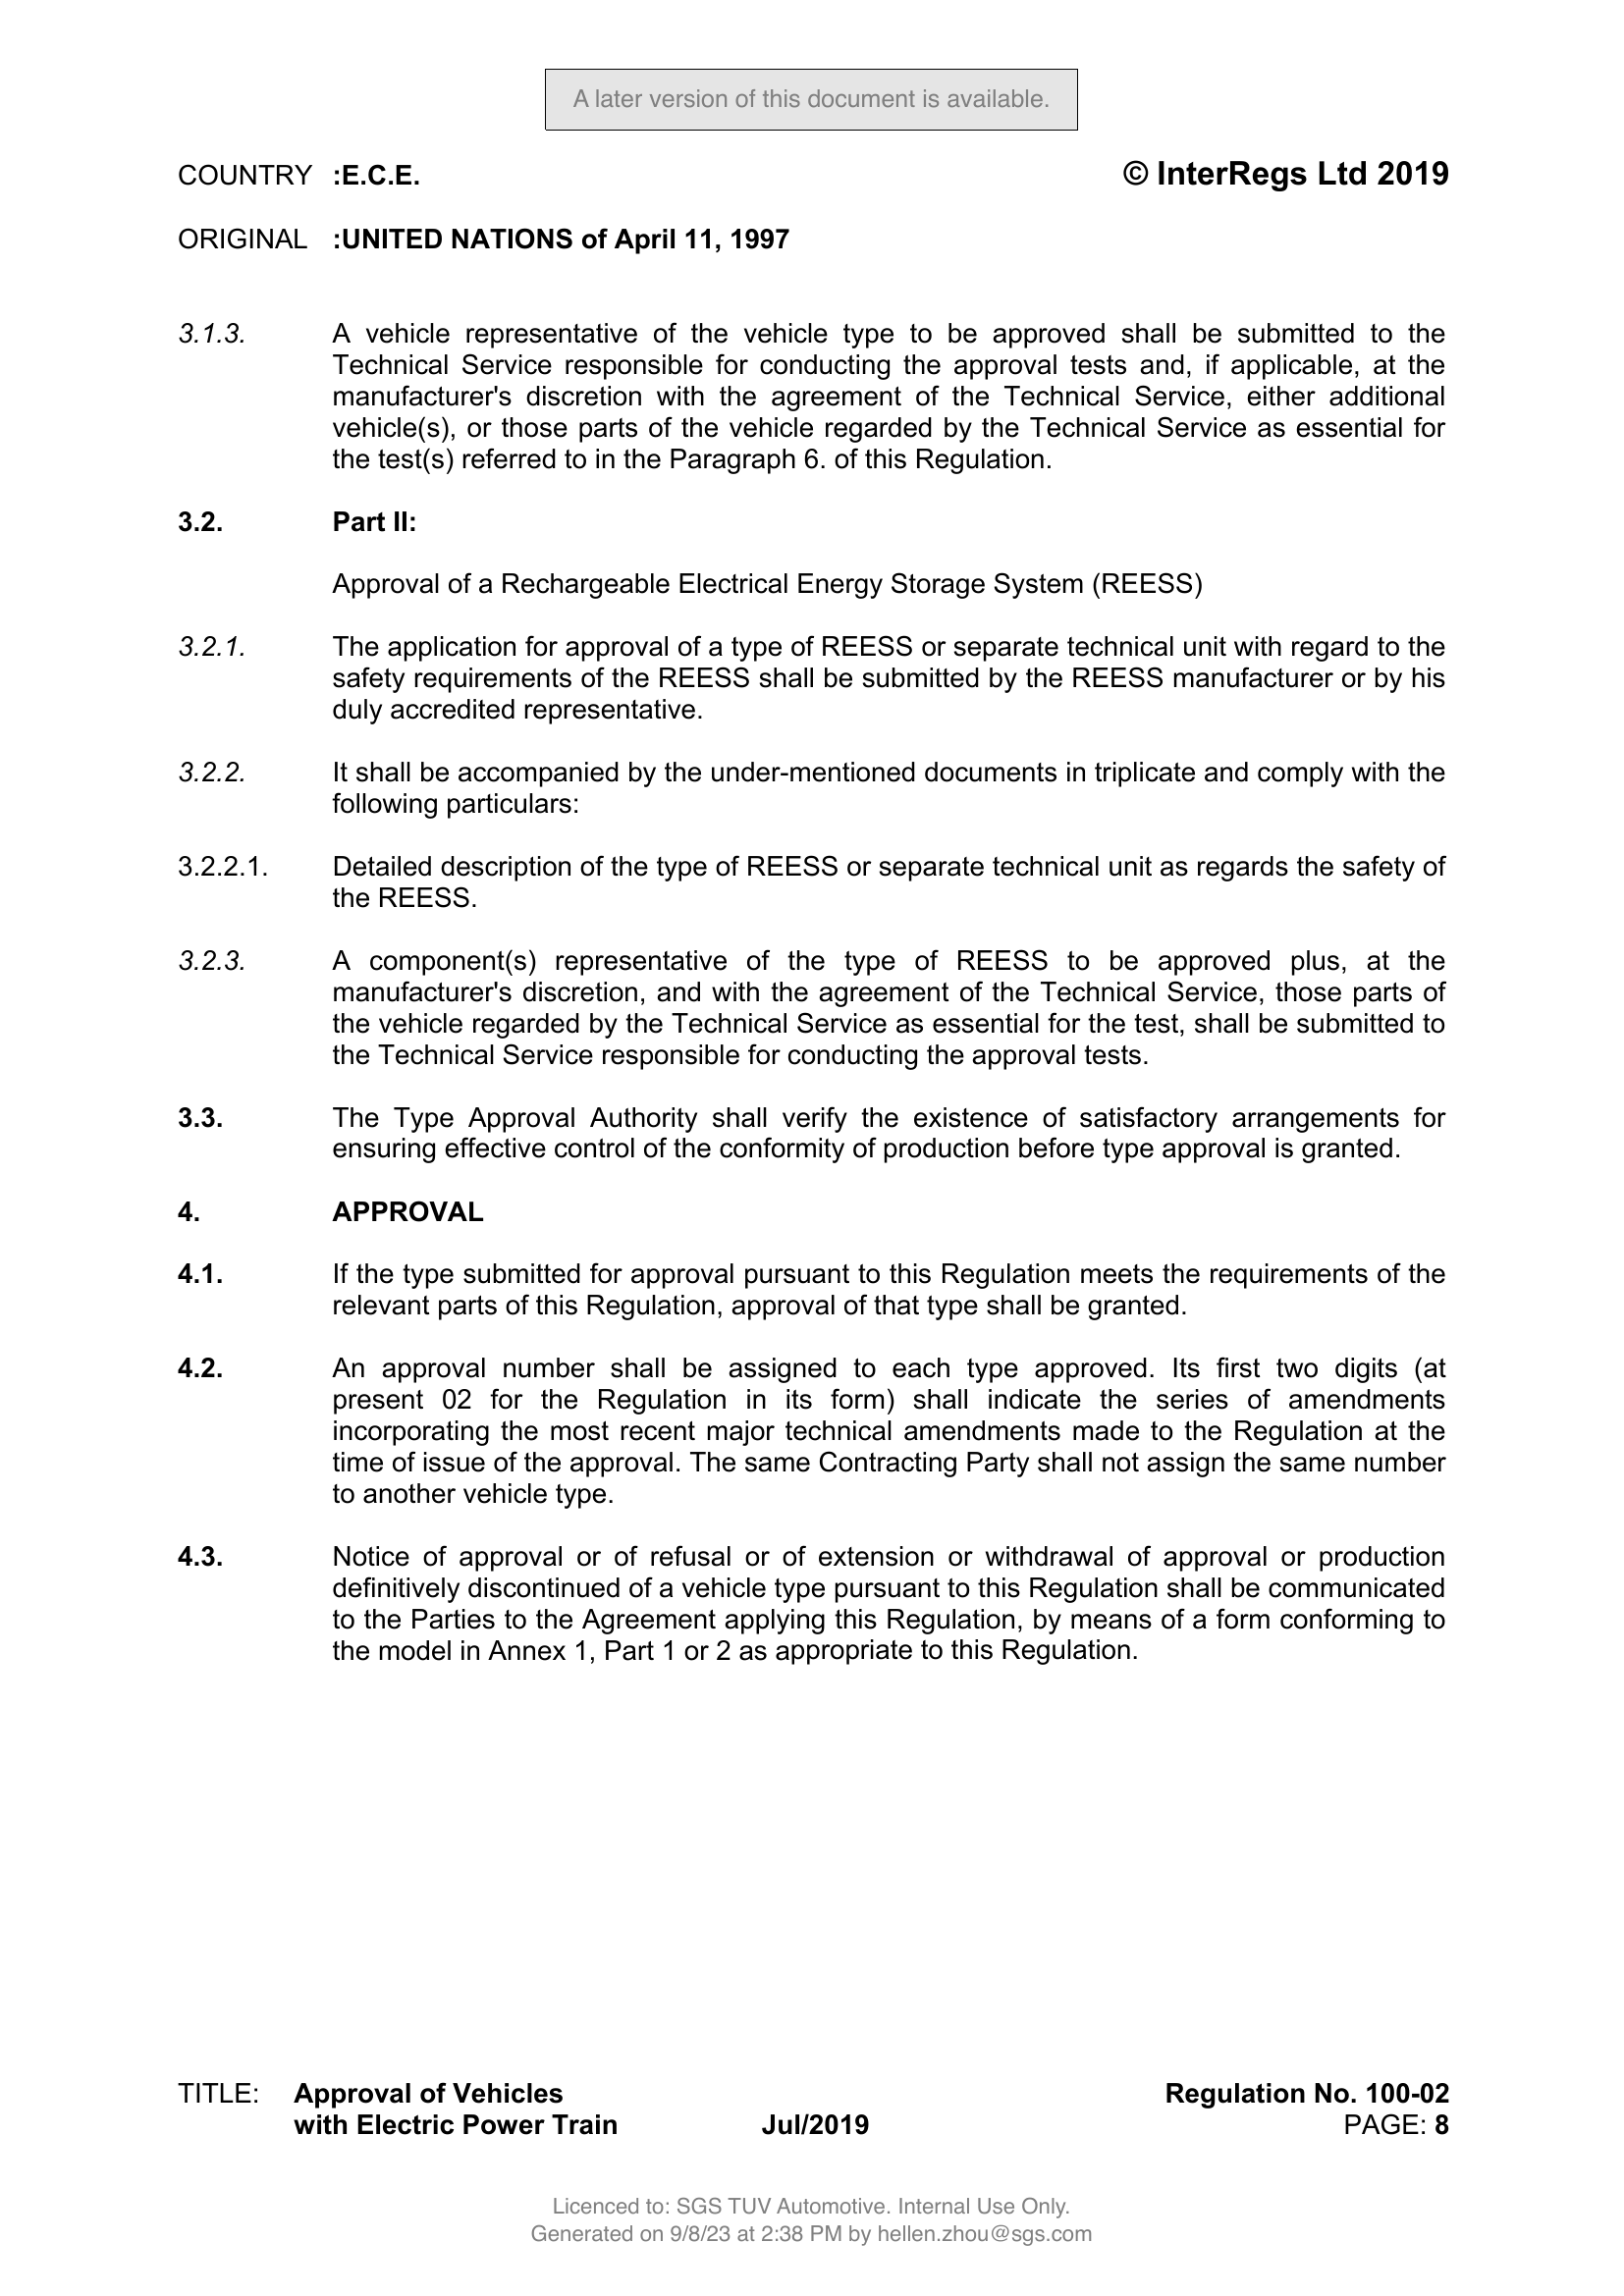 A later version of this document is available.
COUNTRY :E.C.E. © InterRegs Ltd 2019
ORIGINAL :UNITED NATIONS of April 11, 1997
3.1.3. A vehicle representative of the vehicle type to be approved shall be submitted to the
Technical Service responsible for conducting the approval tests and, if applicable, at the
manufacturer's discretion with the agreement of the Technical Service, either additional
vehicle(s), or those parts of the vehicle regarded by the Technical Service as essential for
the test(s) referred to in the Paragraph 6. of this Regulation.
3.2. Part II:
Approval of a Rechargeable Electrical Energy Storage System (REESS)
3.2.1. The application for approval of a type of REESS or separate technical unit with regard to the
safety requirements of the REESS shall be submitted by the REESS manufacturer or by his
duly accredited representative.
3.2.2. It shall be accompanied by the under-mentioned documents in triplicate and comply with the
following particulars:
3.2.2.1. Detailed description of the type of REESS or separate technical unit as regards the safety of
the REESS.
3.2.3. A component(s) representative of the type of REESS to be approved plus, at the
manufacturer's discretion, and with the agreement of the Technical Service, those parts of
the vehicle regarded by the Technical Service as essential for the test, shall be submitted to
the Technical Service responsible for conducting the approval tests.
3.3. The Type Approval Authority shall verify the existence of satisfactory arrangements for
ensuring effective control of the conformity of production before type approval is granted.
4. APPROVAL
4.1. If the type submitted for approval pursuant to this Regulation meets the requirements of the
relevant parts of this Regulation, approval of that type shall be granted.
4.2. An approval number shall be assigned to each type approved. Its first two digits (at
present 02 for the Regulation in its form) shall indicate the series of amendments
incorporating the most recent major technical amendments made to the Regulation at the
time of issue of the approval. The same Contracting Party shall not assign the same number
to another vehicle type.
4.3. Notice of approval or of refusal or of extension or withdrawal of approval or production
definitively discontinued of a vehicle type pursuant to this Regulation shall be communicated
to the Parties to the Agreement applying this Regulation, by means of a form conforming to
the model in Annex 1, Part 1 or 2 as appropriate to this Regulation.
TITLE: Approval of Vehicles Regulation No. 100-02
with Electric Power Train Jul/2019 PAGE: 8
Licenced to: SGS TUV Automotive. Internal Use Only.
Generated on 9/8/23 at 2:38 PM by hellen.zhou@sgs.com